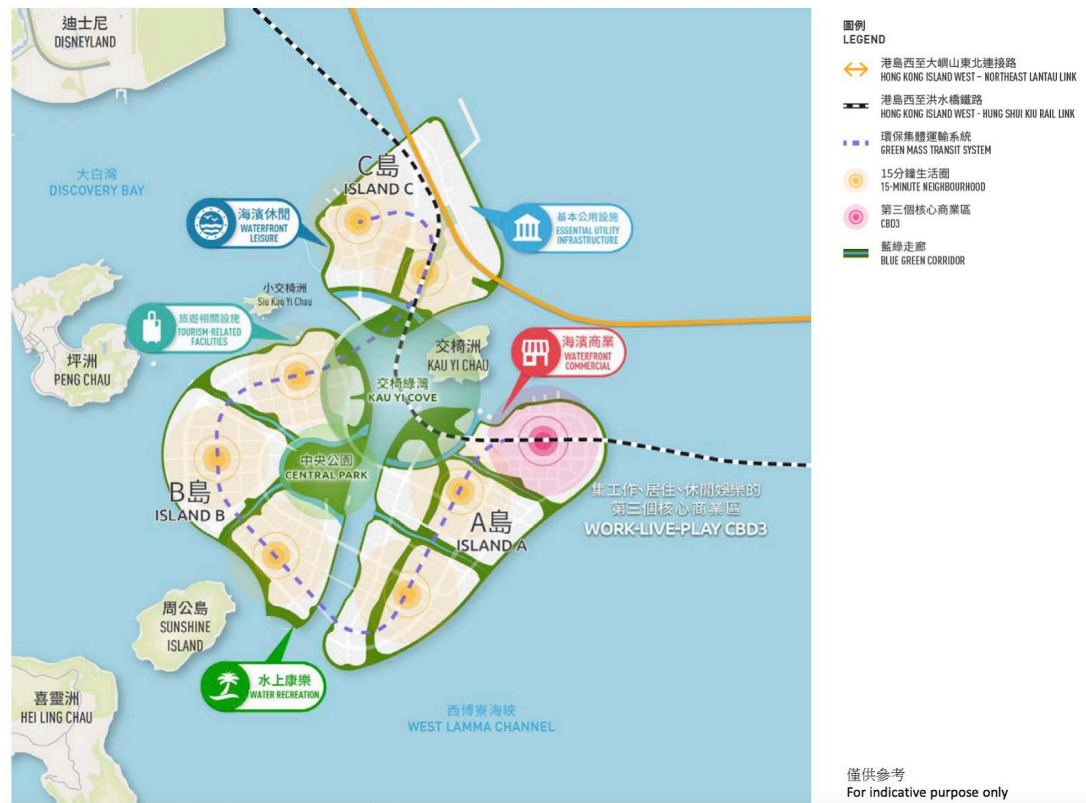 迪士尼
DISNEYLAND
大白灣
DISCOVERY BAY
C島
ISLAND C
海濱休閒
WATERFRONT
LEISURE
基本公用設施
ESSENTIAL UTILITY
INFRASTRUCTURE
小交椅洲
Siu Kau Yi Chau
旅遊相關設施
TOURISM-RELATED
FACILITIES
坪洲
PENG CHAU
交椅洲
KAU YI CHAU
海濱商業
WATERFRONT
COMMERCIAL
交椅綠灣
KAU YI COVE
中央公園
CENTRAL PARK
B島
ISLAND B
A島
ISLAND A
集工作、居住、休閒娛樂的
第三個核心商業區
WORK-LIVE-PLAY CBD3
周公島
SUNSHINE
ISLAND
水上康樂
WATER RECREATION
喜靈洲
HEI LING CHAU
西博寮海峽
WEST LAMMA CHANNEL
圖例
LEGEND
港島西至大嶼山東北連接路
HONG KONG ISLAND WEST – NORTHEAST LANTAU LINK
港島西至洪水橋鐵路
HONG KONG ISLAND WEST - HUNG SHUI KIU RAIL LINK
環保集體運輸系統
GREEN MASS TRANSIT SYSTEM
15分鐘生活圈
15-MINUTE NEIGHBOURHOOD
第三個核心商業區
CBD3
藍綠走廊
BLUE GREEN CORRIDOR
僅供參考
For indicative purpose only